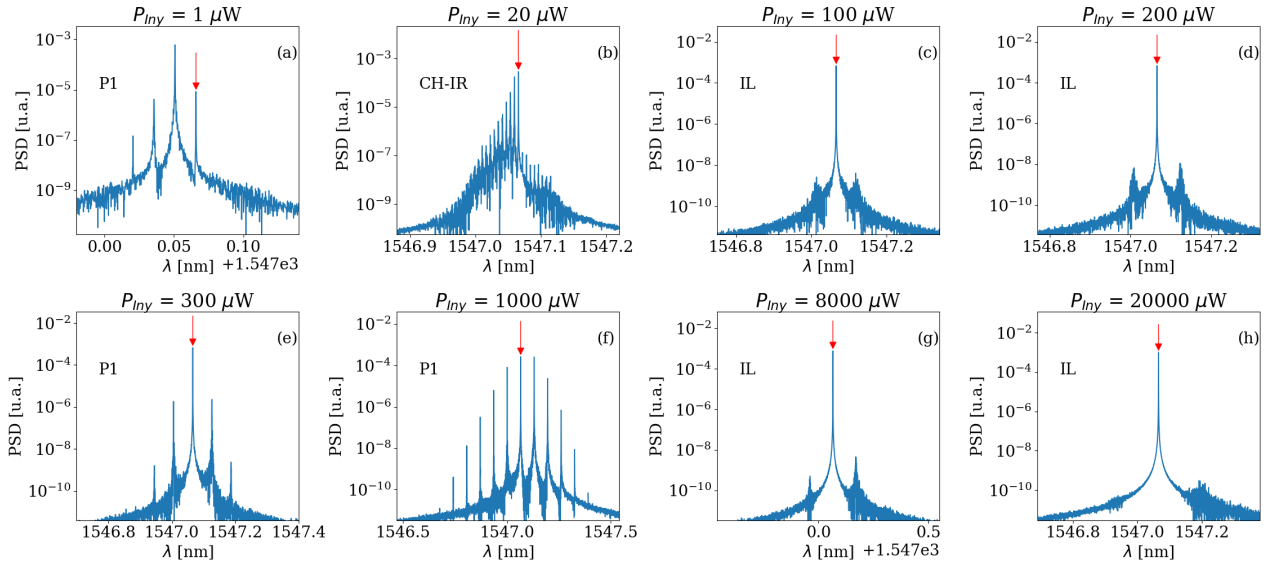 P_Iny = 1 μW
(a)
P1
PSD [u.a.]
10⁻³
10⁻⁵
10⁻⁷
10⁻⁹
0.00 0.05 0.10
λ [nm] +1.547e3
P_Iny = 20 μW
(b)
CH-IR
PSD [u.a.]
10⁻³
10⁻⁵
10⁻⁷
10⁻⁹
1546.9 1547.0 1547.1 1547.2
λ [nm]
P_Iny = 100 μW
(c)
IL
PSD [u.a.]
10⁻²
10⁻⁴
10⁻⁶
10⁻⁸
10⁻¹⁰
1546.8 1547.0 1547.2
λ [nm]
P_Iny = 200 μW
(d)
IL
PSD [u.a.]
10⁻²
10⁻⁴
10⁻⁶
10⁻⁸
10⁻¹⁰
1546.8 1547.0 1547.2
λ [nm]
P_Iny = 300 μW
(e)
P1
PSD [u.a.]
10⁻²
10⁻⁴
10⁻⁶
10⁻⁸
10⁻¹⁰
1546.8 1547.0 1547.2 1547.4
λ [nm]
P_Iny = 1000 μW
(f)
P1
PSD [u.a.]
10⁻²
10⁻⁴
10⁻⁶
10⁻⁸
10⁻¹⁰
1546.5 1547.0 1547.5
λ [nm]
P_Iny = 8000 μW
(g)
IL
PSD [u.a.]
10⁻²
10⁻⁴
10⁻⁶
10⁻⁸
10⁻¹⁰
0.0 0.5
λ [nm] +1.547e3
P_Iny = 20000 μW
(h)
IL
PSD [u.a.]
10⁻²
10⁻⁴
10⁻⁶
10⁻⁸
10⁻¹⁰
1546.8 1547.0 1547.2
λ [nm]